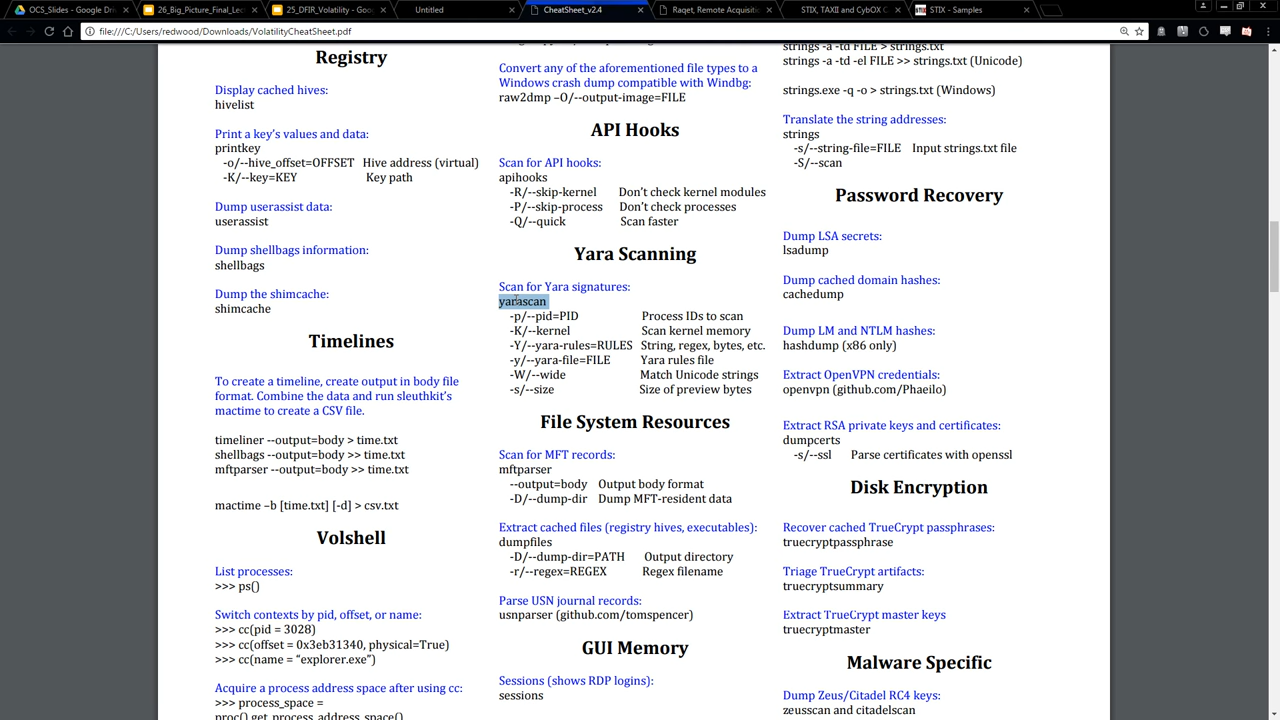 OCS_Slides - Google Dri
26_Big_Picture_Final_Lec
25_DFIR_Volatility - Goo
Untitled
CheatSheet_v2.4
Raqet, Remote Acquisitio
STIX, TAXII and CybOX C
STIX - Samples
file:///C:/Users/redwood/Downloads/VolatilityCheatSheet.pdf
Registry
Display cached hives:
hivelist
Print a key’s values and data:
printkey
-o/--hive_offset=OFFSET Hive address (virtual)
-K/--key=KEY Key path
Dump userassist data:
userassist
Dump shellbags information:
shellbags
Dump the shimcache:
shimcache
Timelines
To create a timeline, create output in body file
format. Combine the data and run sleuthkit’s
mactime to create a CSV file.
timeliner --output=body > time.txt
shellbags --output=body >> time.txt
mftparser --output=body >> time.txt
mactime –b [time.txt] [-d] > csv.txt
Volshell
List processes:
>>> ps()
Switch contexts by pid, offset, or name:
>>> cc(pid = 3028)
>>> cc(offset = 0x3eb31340, physical=True)
>>> cc(name = “explorer.exe”)
Acquire a process address space after using cc:
>>> process_space =
proc().get_process_address_space()
Convert any of the aforementioned file types to a
Windows crash dump compatible with Windbg:
raw2dmp –O/--output-image=FILE
API Hooks
Scan for API hooks:
apihooks
-R/--skip-kernel Don’t check kernel modules
-P/--skip-process Don’t check processes
-Q/--quick Scan faster
Yara Scanning
Scan for Yara signatures:
yarascan
-p/--pid=PID Process IDs to scan
-K/--kernel Scan kernel memory
-Y/--yara-rules=RULES String, regex, bytes, etc.
-y/--yara-file=FILE Yara rules file
-W/--wide Match Unicode strings
-s/--size Size of preview bytes
File System Resources
Scan for MFT records:
mftparser
--output=body Output body format
-D/--dump-dir Dump MFT-resident data
Extract cached files (registry hives, executables):
dumpfiles
-D/--dump-dir=PATH Output directory
-r/--regex=REGEX Regex filename
Parse USN journal records:
usnparser (github.com/tomspencer)
GUI Memory
Sessions (shows RDP logins):
sessions
strings -a -td FILE > strings.txt
strings -a -td -el FILE >> strings.txt (Unicode)
strings.exe -q -o > strings.txt (Windows)
Translate the string addresses:
strings
-s/--string-file=FILE Input strings.txt file
-S/--scan
Password Recovery
Dump LSA secrets:
lsadump
Dump cached domain hashes:
cachedump
Dump LM and NTLM hashes:
hashdump (x86 only)
Extract OpenVPN credentials:
openvpn (github.com/Phaeilo)
Extract RSA private keys and certificates:
dumpcerts
-s/--ssl Parse certificates with openssl
Disk Encryption
Recover cached TrueCrypt passphrases:
truecryptpassphrase
Triage TrueCrypt artifacts:
truecryptsummary
Extract TrueCrypt master keys
truecryptmaster
Malware Specific
Dump Zeus/Citadel RC4 keys:
zeusscan and citadelscan